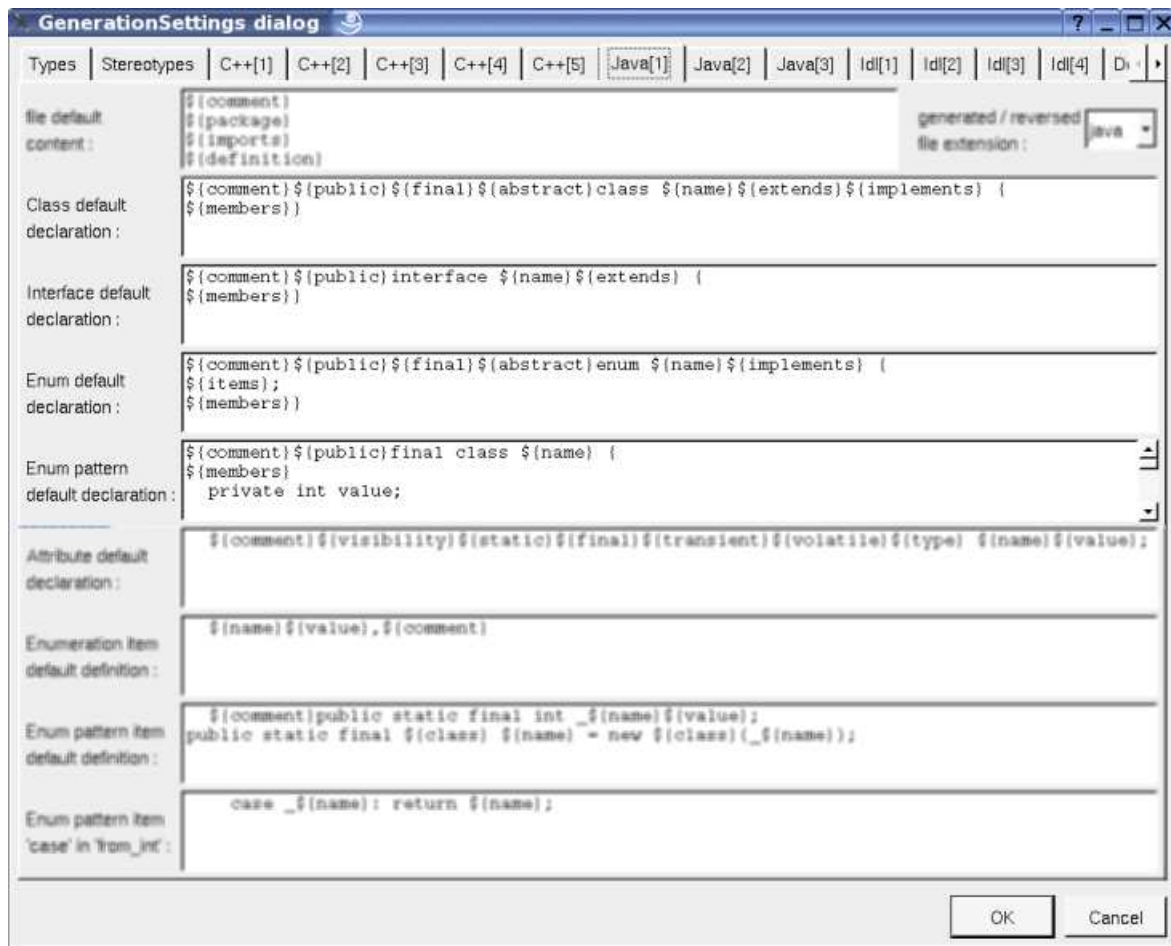 GenerationSettings dialog
Types Stereotypes C++[1] C++[2] C++[3] C++[4] C++[5] Java[1] Java[2] Java[3] Idl[1] Idl[2] Idl[3] Idl[4]
file default
content :
${comment}
${package}
${imports}
${definition}
generated / reversed
file extension :
java
Class default
declaration :
${comment}${public}${final}${abstract}class ${name}${extends}${implements} {
${members}}
Interface default
declaration :
${comment}${public}interface ${name}${extends} {
${members}}
Enum default
declaration :
${comment}${public}${final}${abstract}enum ${name}${implements} {
${items};
${members}}
Enum pattern
default declaration :
${comment}${public}final class ${name} {
${members}
private int value;
Attribute default
declaration :
${comment}${visibility}${static}${final}${transient}${volatile}${type} ${name}${value};
Enumeration item
default definition :
${name}${value},${comment}
Enum pattern item
default definition :
${comment}public static final int _${name}${value};
public static final ${class} ${name} = new ${class}(_${name});
Enum pattern item
'case' in 'from_int' :
case _${name}: return ${name};
OK Cancel